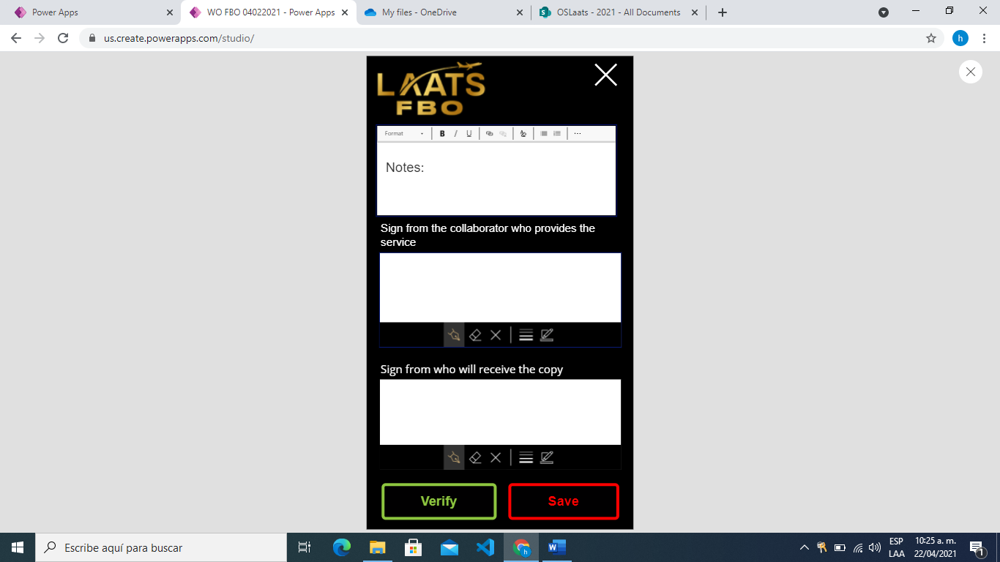 Power Apps
WO FBO 04022021 - Power Apps
My files - OneDrive
OSLaats - 2021 - All Documents
us.create.powerapps.com/studio/
h
LAATS
FBO
Format
B I U
Notes:
Sign from the collaborator who provides the
service
Sign from who will receive the copy
Verify
Save
Escribe aquí para buscar
ESP
LAA
10:25 a. m.
22/04/2021
1